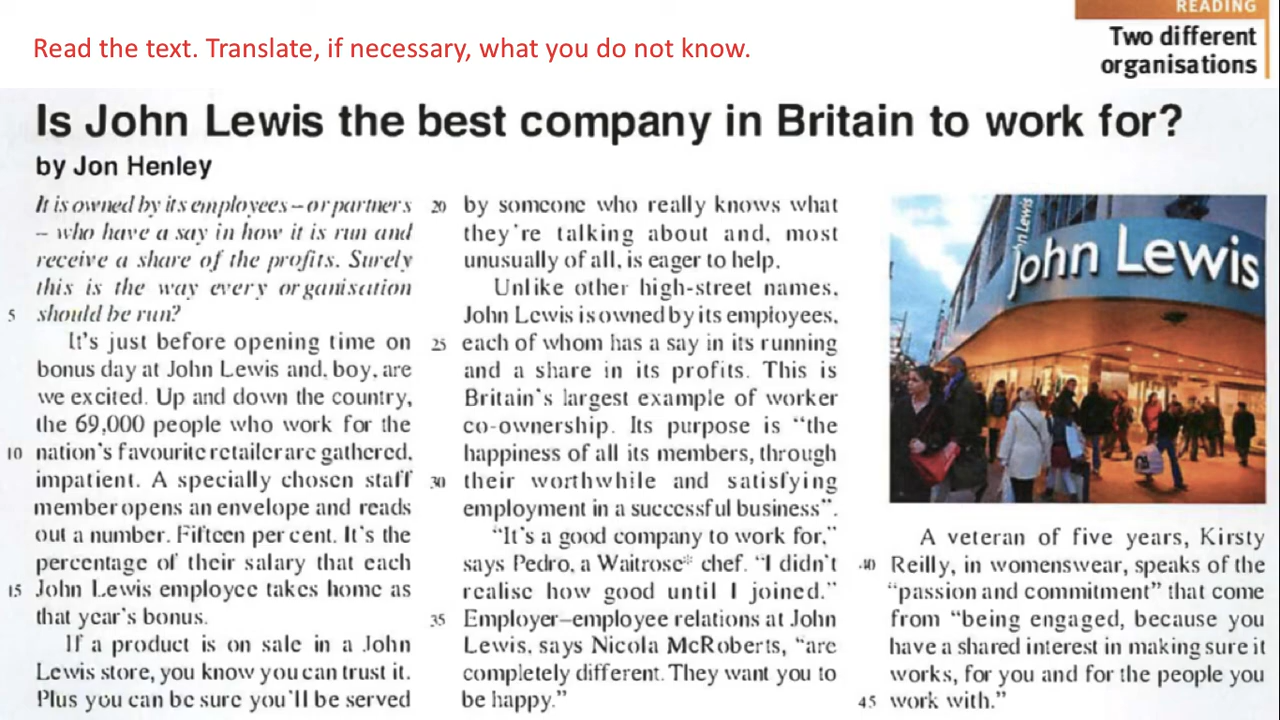 READING
Read the text. Translate, if necessary, what you do not know.
Two different
organisations
Is John Lewis the best company in Britain to work for?
by Jon Henley
It is owned by its employees – or partners
– who have a say in how it is run and
receive a share of the profits. Surely
this is the way every organisation
5 should be run?
It's just before opening time on
bonus day at John Lewis and, boy, are
we excited. Up and down the country,
the 69,000 people who work for the
10 nation's favourite retailer are gathered,
impatient. A specially chosen staff
member opens an envelope and reads
out a number. Fifteen per cent. It's the
percentage of their salary that each
15 John Lewis employee takes home as
that year's bonus.
If a product is on sale in a John
Lewis store, you know you can trust it.
Plus you can be sure you'll be served
20 by someone who really knows what
they're talking about and, most
unusually of all, is eager to help.
Unlike other high-street names,
John Lewis is owned by its employees,
25 each of whom has a say in its running
and a share in its profits. This is
Britain's largest example of worker
co-ownership. Its purpose is "the
happiness of all its members, through
30 their worthwhile and satisfying
employment in a successful business".
"It's a good company to work for,"
says Pedro, a Waitrose* chef. "I didn't
realise how good until I joined."
35 Employer–employee relations at John
Lewis, says Nicola McRoberts, "are
completely different. They want you to
be happy."
John Lewis
John Lewis
A veteran of five years, Kirsty
40 Reilly, in womenswear, speaks of the
"passion and commitment" that come
from "being engaged, because you
have a shared interest in making sure it
works, for you and for the people you
45 work with."